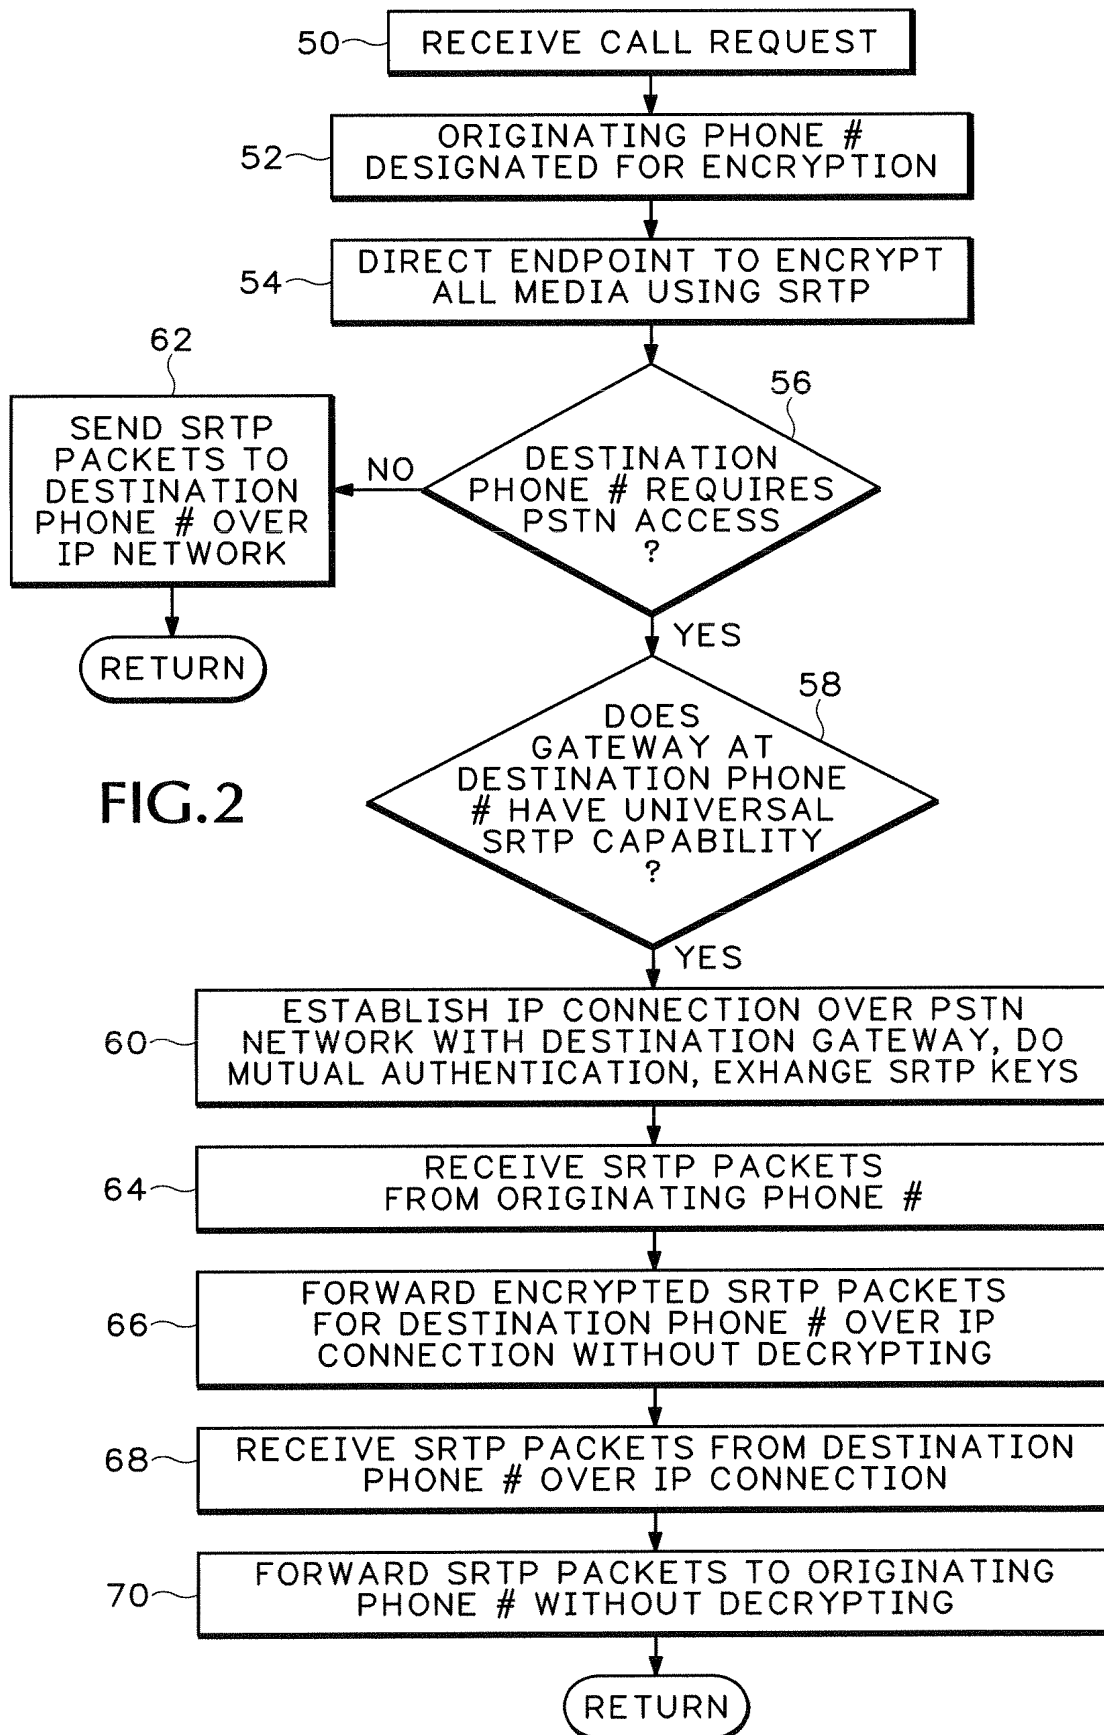 50
RECEIVE CALL REQUEST
52
ORIGINATING PHONE #
DESIGNATED FOR ENCRYPTION
54
DIRECT ENDPOINT TO ENCRYPT
ALL MEDIA USING SRTP
56
DESTINATION
PHONE # REQUIRES
PSTN ACCESS
?
NO
62
SEND SRTP
PACKETS TO
DESTINATION
PHONE # OVER
IP NETWORK
RETURN
YES
58
DOES
GATEWAY AT
DESTINATION PHONE
# HAVE UNIVERSAL
SRTP CAPABILITY
?
FIG.2
YES
60
ESTABLISH IP CONNECTION OVER PSTN
NETWORK WITH DESTINATION GATEWAY, DO
MUTUAL AUTHENTICATION, EXHANGE SRTP KEYS
64
RECEIVE SRTP PACKETS
FROM ORIGINATING PHONE #
66
FORWARD ENCRYPTED SRTP PACKETS
FOR DESTINATION PHONE # OVER IP
CONNECTION WITHOUT DECRYPTING
68
RECEIVE SRTP PACKETS FROM DESTINATION
PHONE # OVER IP CONNECTION
70
FORWARD SRTP PACKETS TO ORIGINATING
PHONE # WITHOUT DECRYPTING
RETURN